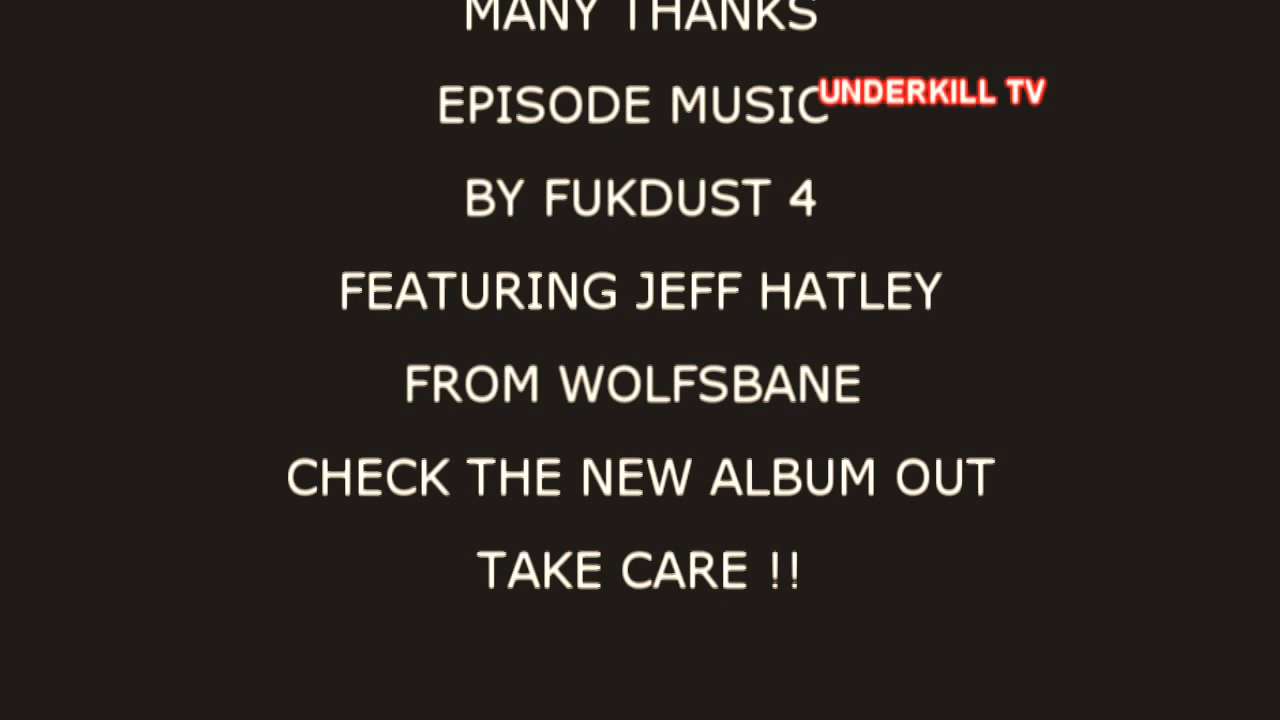 MANY THANKS
EPISODE MUSIC
UNDERKILL TV
BY FUKDUST 4
FEATURING JEFF HATLEY
FROM WOLFSBANE
CHECK THE NEW ALBUM OUT
TAKE CARE !!